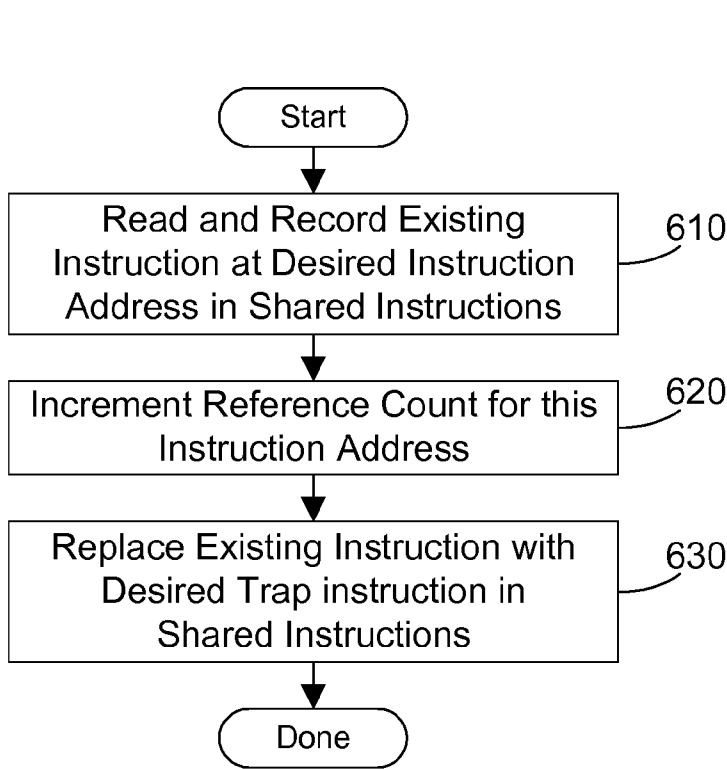 Start
Read and Record Existing
Instruction at Desired Instruction
Address in Shared Instructions
610
Increment Reference Count for this
Instruction Address
620
Replace Existing Instruction with
Desired Trap instruction in
Shared Instructions
630
Done